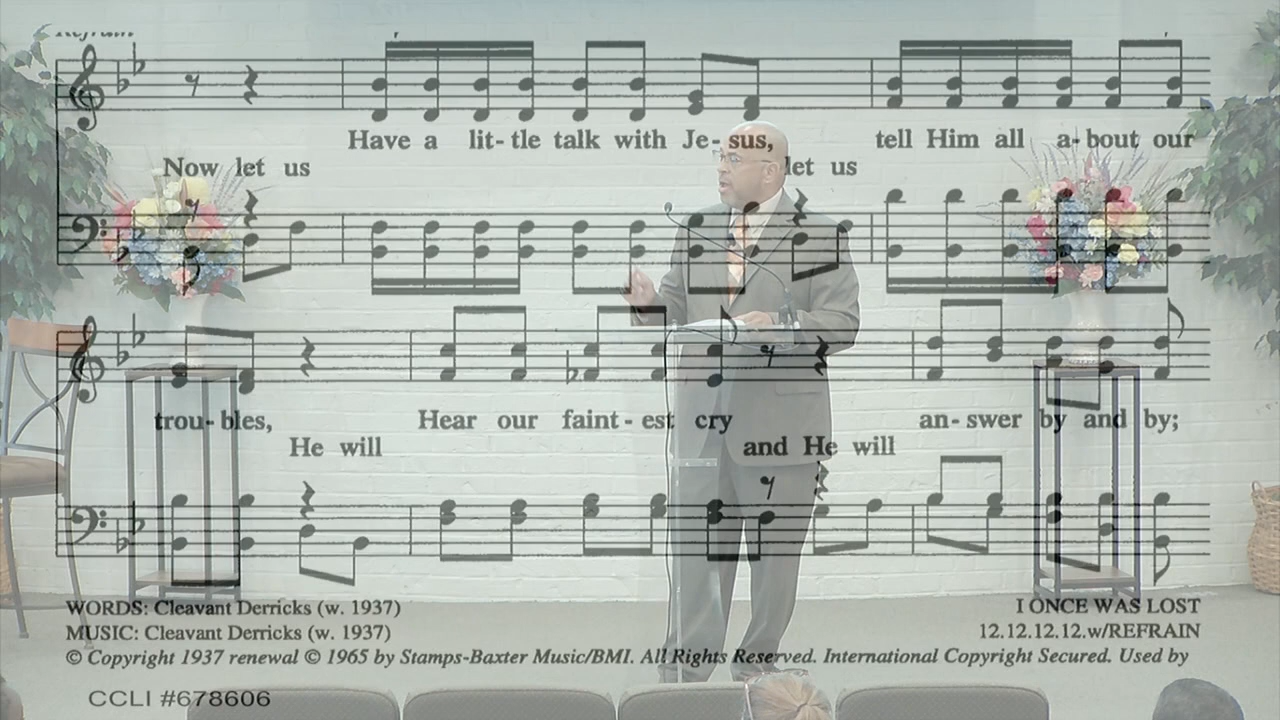 Refrain
Have a lit-tle talk with Je-sus, tell Him all a-bout our
Now let us let us
trou-bles, Hear our faint-est cry an-swer by and by;
He will and He will
WORDS: Cleavant Derricks (w. 1937) I ONCE WAS LOST
MUSIC: Cleavant Derricks (w. 1937) 12.12.12.12.w/REFRAIN
© Copyright 1937 renewal © 1965 by Stamps-Baxter Music/BMI. All Rights Reserved. International Copyright Secured. Used by
CCLI #678606